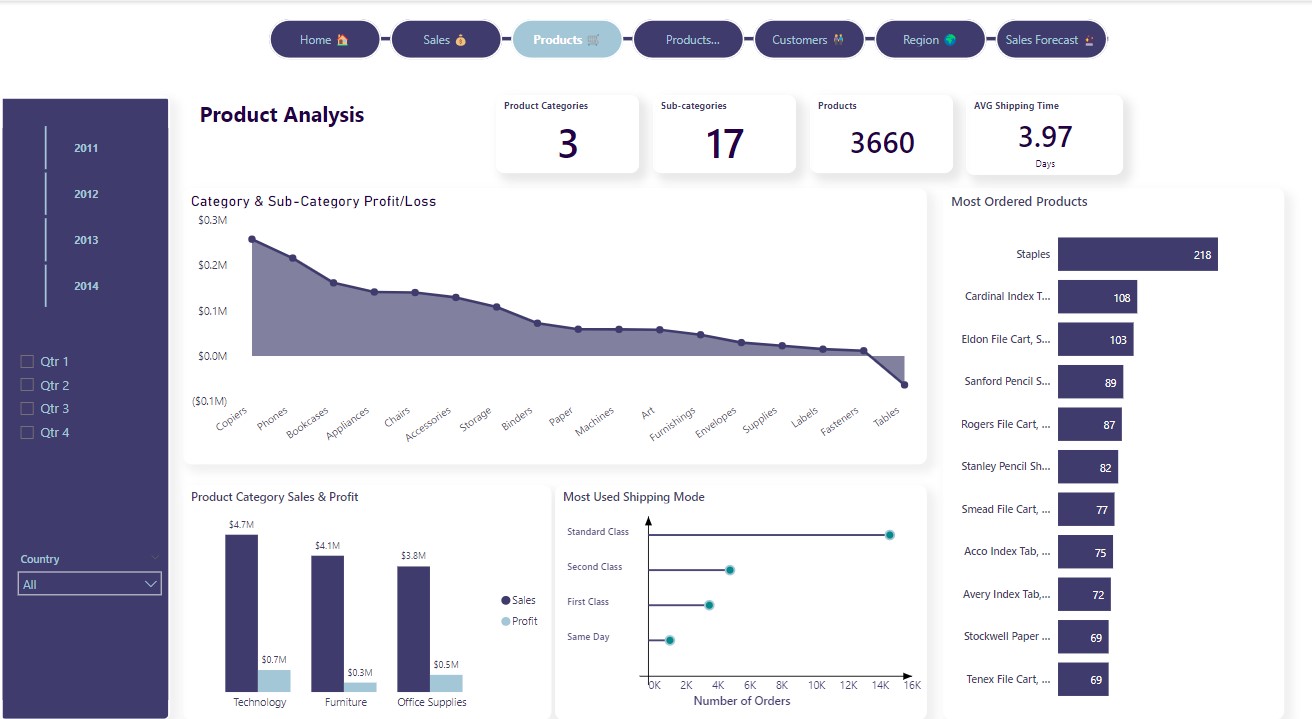 Home 🏠
Sales 💰
Products 🛒
Products...
Customers 👫
Region 🌍
Sales Forecast
2011
2012
2013
2014
Qtr 1
Qtr 2
Qtr 3
Qtr 4
Country
All
Product Analysis
Product Categories
3
Sub-categories
17
Products
3660
AVG Shipping Time
3.97
Days
Category & Sub-Category Profit/Loss
$0.3M
$0.2M
$0.1M
$0.0M
($0.1M)
Copiers
Phones
Bookcases
Appliances
Chairs
Accessories
Storage
Binders
Paper
Machines
Art
Furnishings
Envelopes
Supplies
Labels
Fasteners
Tables
Most Ordered Products
Staples 218
Cardinal Index T... 108
Eldon File Cart, S... 103
Sanford Pencil S... 89
Rogers File Cart, ... 87
Stanley Pencil Sh... 82
Smead File Cart, ... 77
Acco Index Tab, ... 75
Avery Index Tab,... 72
Stockwell Paper ... 69
Tenex File Cart, ... 69
Product Category Sales & Profit
$4.7M
$0.7M
$4.1M
$0.3M
$3.8M
$0.5M
Technology
Furniture
Office Supplies
Sales
Profit
Most Used Shipping Mode
Standard Class
Second Class
First Class
Same Day
0K 2K 4K 6K 8K 10K 12K 14K 16K
Number of Orders